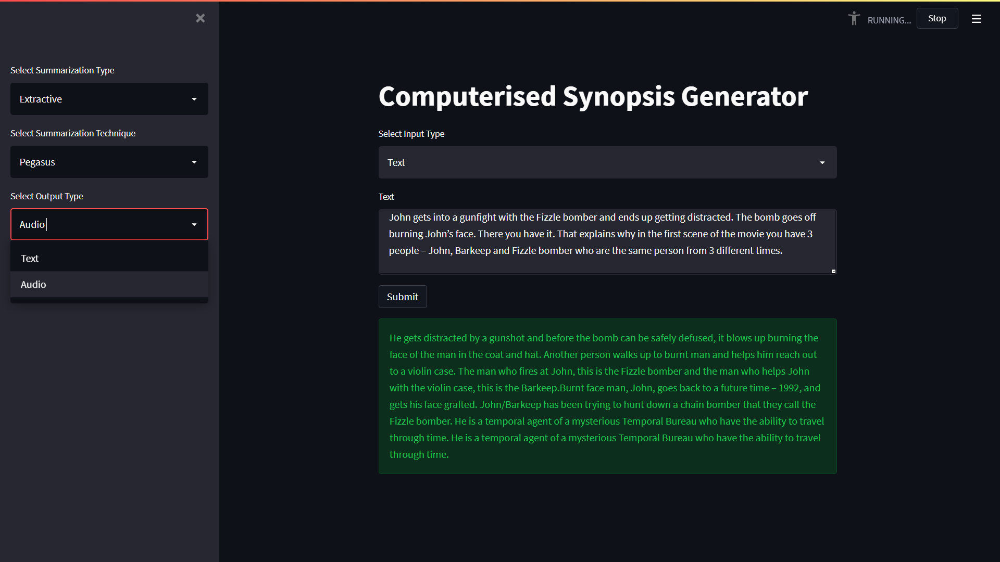 RUNNING...
Stop
Select Summarization Type
Extractive
Select Summarization Technique
Pegasus
Select Output Type
Audio
Text
Audio
Computerised Synopsis Generator
Select Input Type
Text
Text
John gets into a gunfight with the Fizzle bomber and ends up getting distracted. The bomb goes off
burning John’s face. There you have it. That explains why in the first scene of the movie you have 3
people – John, Barkeep and Fizzle bomber who are the same person from 3 different times.
Submit
He gets distracted by a gunshot and before the bomb can be safely defused, it blows up burning the
face of the man in the coat and hat. Another person walks up to burnt man and helps him reach out
to a violin case. The man who fires at John, this is the Fizzle bomber and the man who helps John
with the violin case, this is the Barkeep.Burnt face man, John, goes back to a future time – 1992, and
gets his face grafted. John/Barkeep has been trying to hunt down a chain bomber that they call the
Fizzle bomber. He is a temporal agent of a mysterious Temporal Bureau who have the ability to travel
through time. He is a temporal agent of a mysterious Temporal Bureau who have the ability to travel
through time.